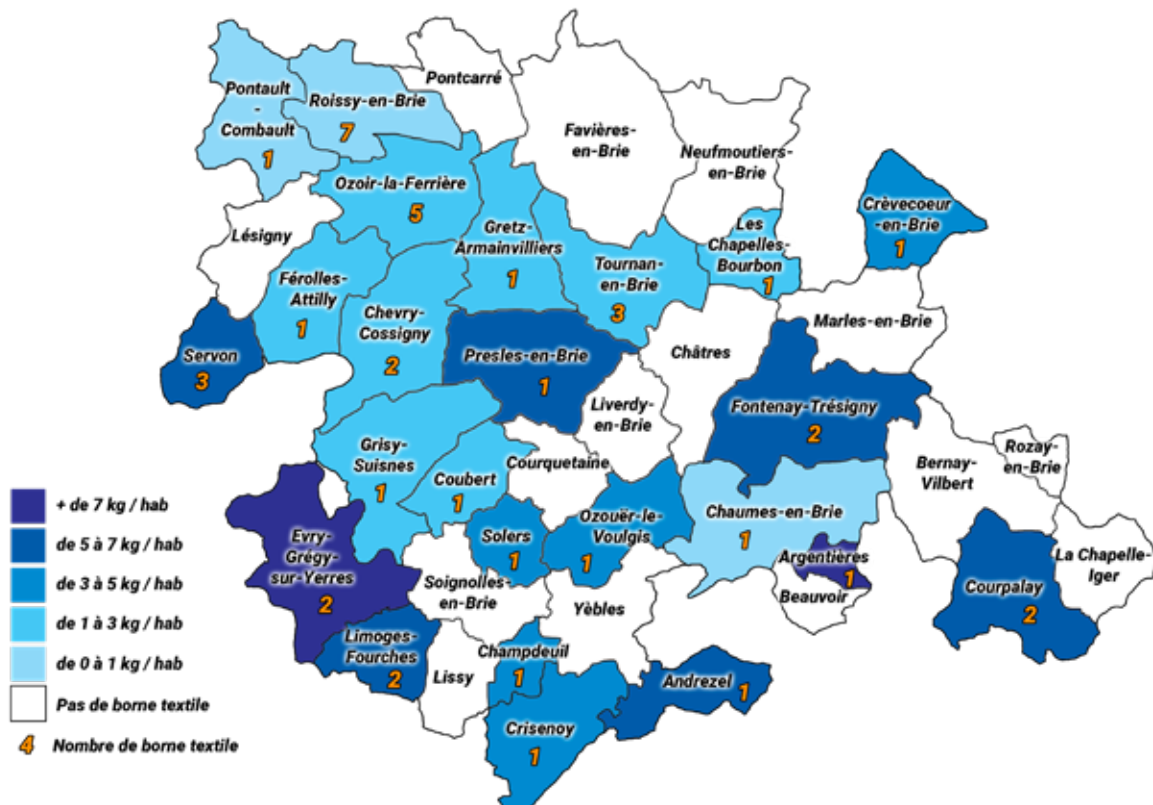 Pontcarré
Pontault
-
Combault
1
Roissy-en-Brie
7
Favières-
en-Brie
Neufmoutiers-
en-Brie
Ozoir-la-Ferrière
5
Crèvecoeur
-en-Brie
1
Lésigny
Gretz-
Armainvilliers
1
Les
Chapelles-
Bourbon
1
Tournan-
en-Brie
3
Férolles-
Attilly
1
Chevry-
Cossigny
2
Marles-en-Brie
Servon
3
Presles-en-Brie
1
Châtres
Liverdy-
en-Brie
Fontenay-Trésigny
2
Grisy-
Suisnes
1
Courquetaine
Coubert
1
Bernay-
Vilbert
Rozay-
en-Brie
+ de 7 kg / hab
de 5 à 7 kg / hab
de 3 à 5 kg / hab
de 1 à 3 kg / hab
de 0 à 1 kg / hab
Pas de borne textile
4 Nombre de borne textile
Evry-
Grégy-
sur-Yerres
2
Solers
1
Ozouër-le-
Voulgis
1
Chaumes-en-Brie
1
Argentières
1
Beauvoir
La Chapelle-
Iger
Courpalay
2
Soignolles-
en-Brie
Yèbles
Limoges-
Fourches
2
Lissy
Champdeuil
1
Andrezel
1
Crisenoy
1